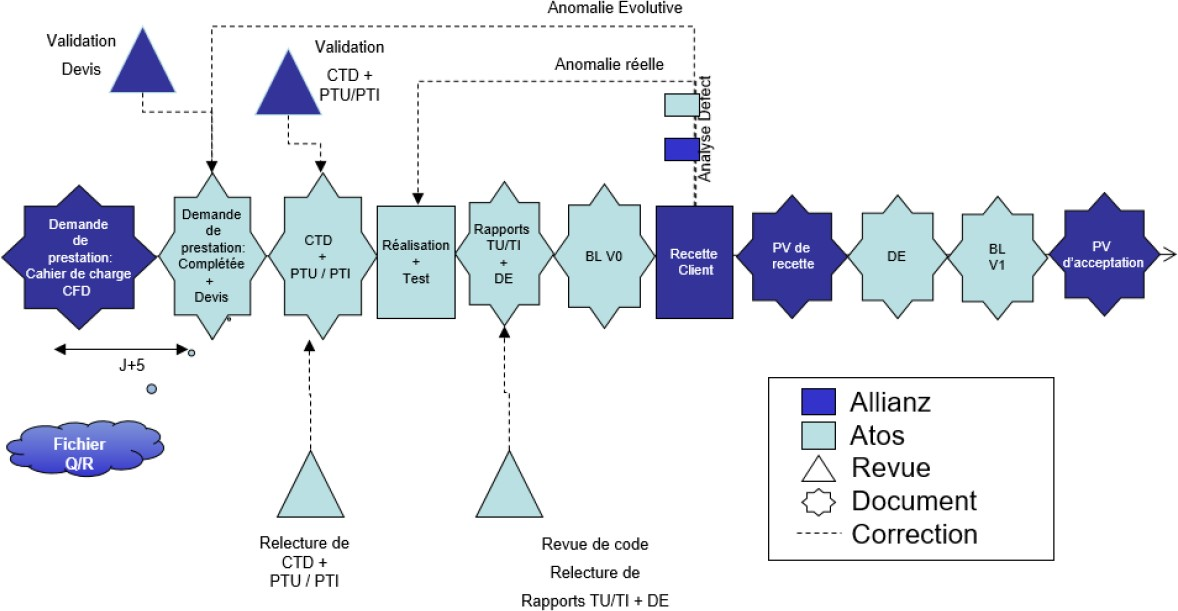 Anomalie Evolutive
Validation
Devis
Validation
CTD +
PTU/PTI
Anomalie réelle
Analyse Defect
Demande
de
prestation:
Cahier de charge
CFD
Demande
de
prestation:
Complétée
+
Devis
CTD
+
PTU / PTI
Réalisation
+
Test
Rapports
TU/TI
+
DE
BL V0
Recette
Client
PV de
recette
DE
BL
V1
PV
d'acceptation
J+5
Fichier
Q/R
Relecture de
CTD +
PTU / PTI
Revue de code
Relecture de
Rapports TU/TI + DE
Allianz
Atos
Revue
Document
Correction